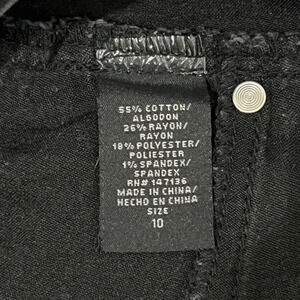 55% COTTON/
ALGODON
26% RAYON/
RAYON
18% POLYESTER/
POLIESTER
1% SPANDEX/
SPANDEX
RN# 147136
MADE IN CHINA/
HECHO EN CHINA
SIZE
10